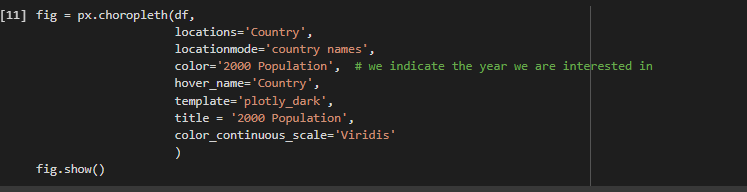 [11] fig = px.choropleth(df,
locations='Country',
locationmode='country names',
color='2000 Population',  # we indicate the year we are interested in
hover_name='Country',
template='plotly_dark',
title = '2000 Population',
color_continuous_scale='Viridis'
)
fig.show()